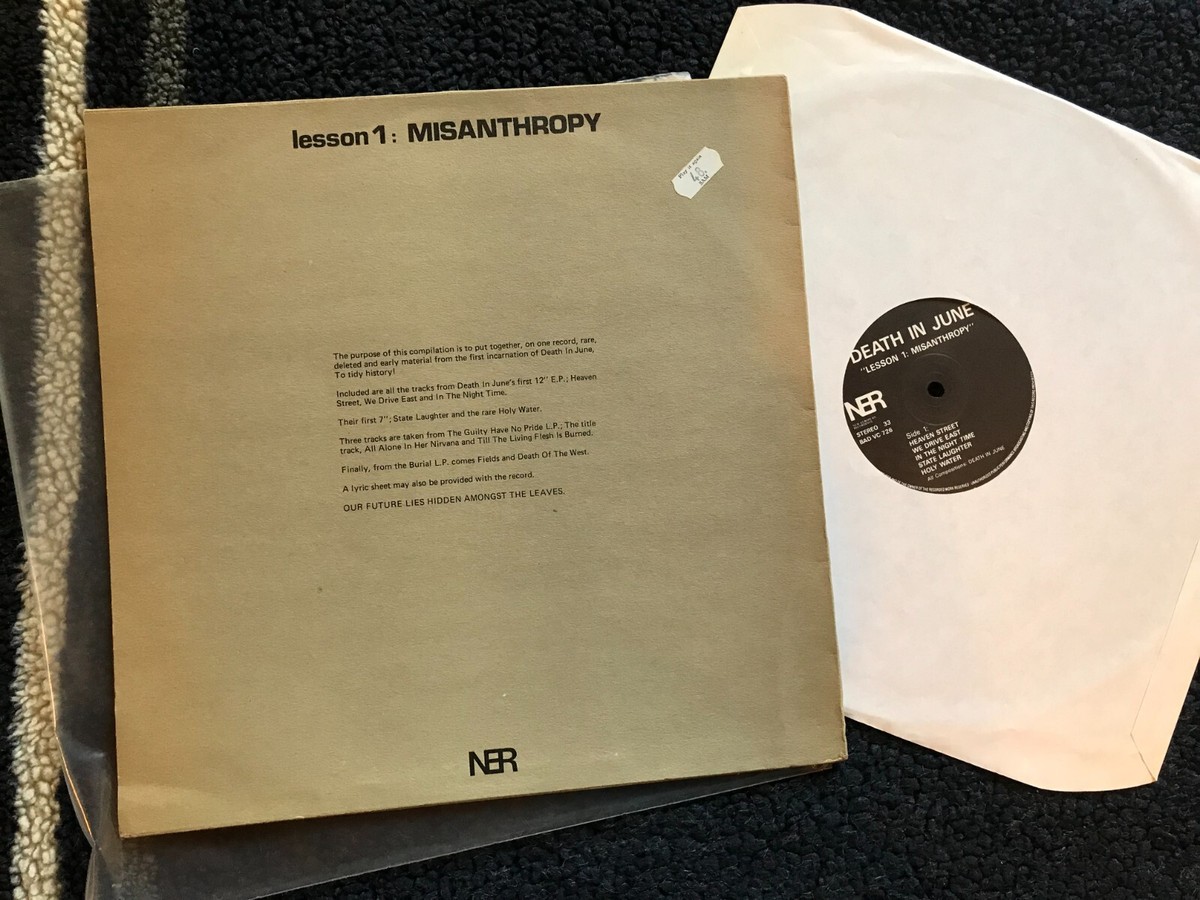 lesson 1: MISANTHROPY
Play it again
48.
SAM
The purpose of this compilation is to put together, on one record, rare,
deleted and early material from the first incarnation of Death In June,
To tidy history!
Included are all the tracks from Death In June's first 12" E.P.; Heaven
Street, We Drive East and In The Night Time.
Their first 7"; State Laughter and the rare Holy Water.
Three tracks are taken from The Guilty Have No Pride L.P.; The title
track, All Alone In Her Nirvana and Till The Living Flesh Is Burned.
Finally, from the Burial L.P. comes Fields and Death Of The West.
A lyric sheet may also be provided with the record.
OUR FUTURE LIES HIDDEN AMONGST THE LEAVES.
NER
DEATH IN JUNE
"LESSON 1: MISANTHROPY"
NER
STEREO 33
BAD VC 726
Side 1:
HEAVEN STREET
WE DRIVE EAST
IN THE NIGHT TIME
STATE LAUGHTER
HOLY WATER
All Compositions: DEATH IN JUNE